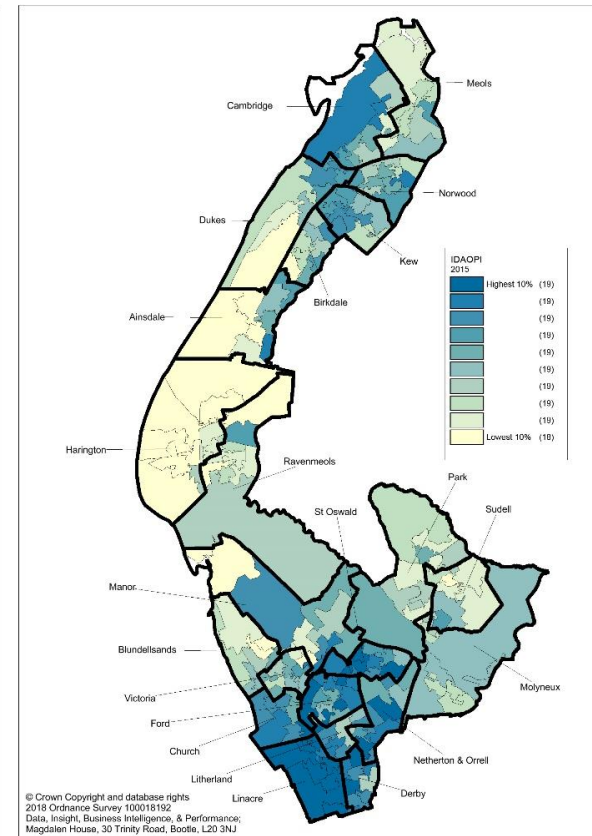 Meols
Cambridge
Norwood
Dukes
Kew
IDAOPI
2015
Highest 10% (19)
(19)
(19)
(19)
(19)
(19)
(19)
(19)
(19)
Lowest 10% (18)
Birkdale
Ainsdale
Harington
Ravenmeols
Park
St Oswald
Sudell
Manor
Blundellsands
Molyneux
Victoria
Ford
Church
Netherton & Orrell
Litherland
Derby
Linacre
© Crown Copyright and database rights
2018 Ordnance Survey 100018192
Data, Insight, Business Intelligence, & Performance;
Magdalen House, 30 Trinity Road, Bootle, L20 3NJ